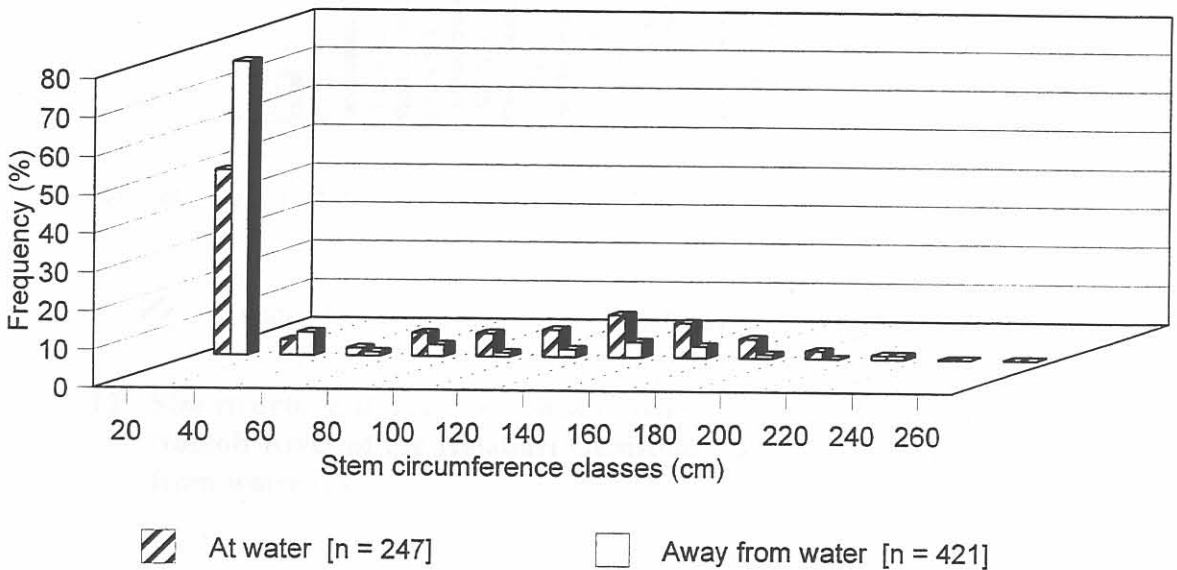 80
70
60
50
40
30
20
10
0
Frequency (%)
20 40 60 80 100 120 140 160 180 200 220 240 260
Stem circumference classes (cm)
At water [n = 247] Away from water [n = 421]